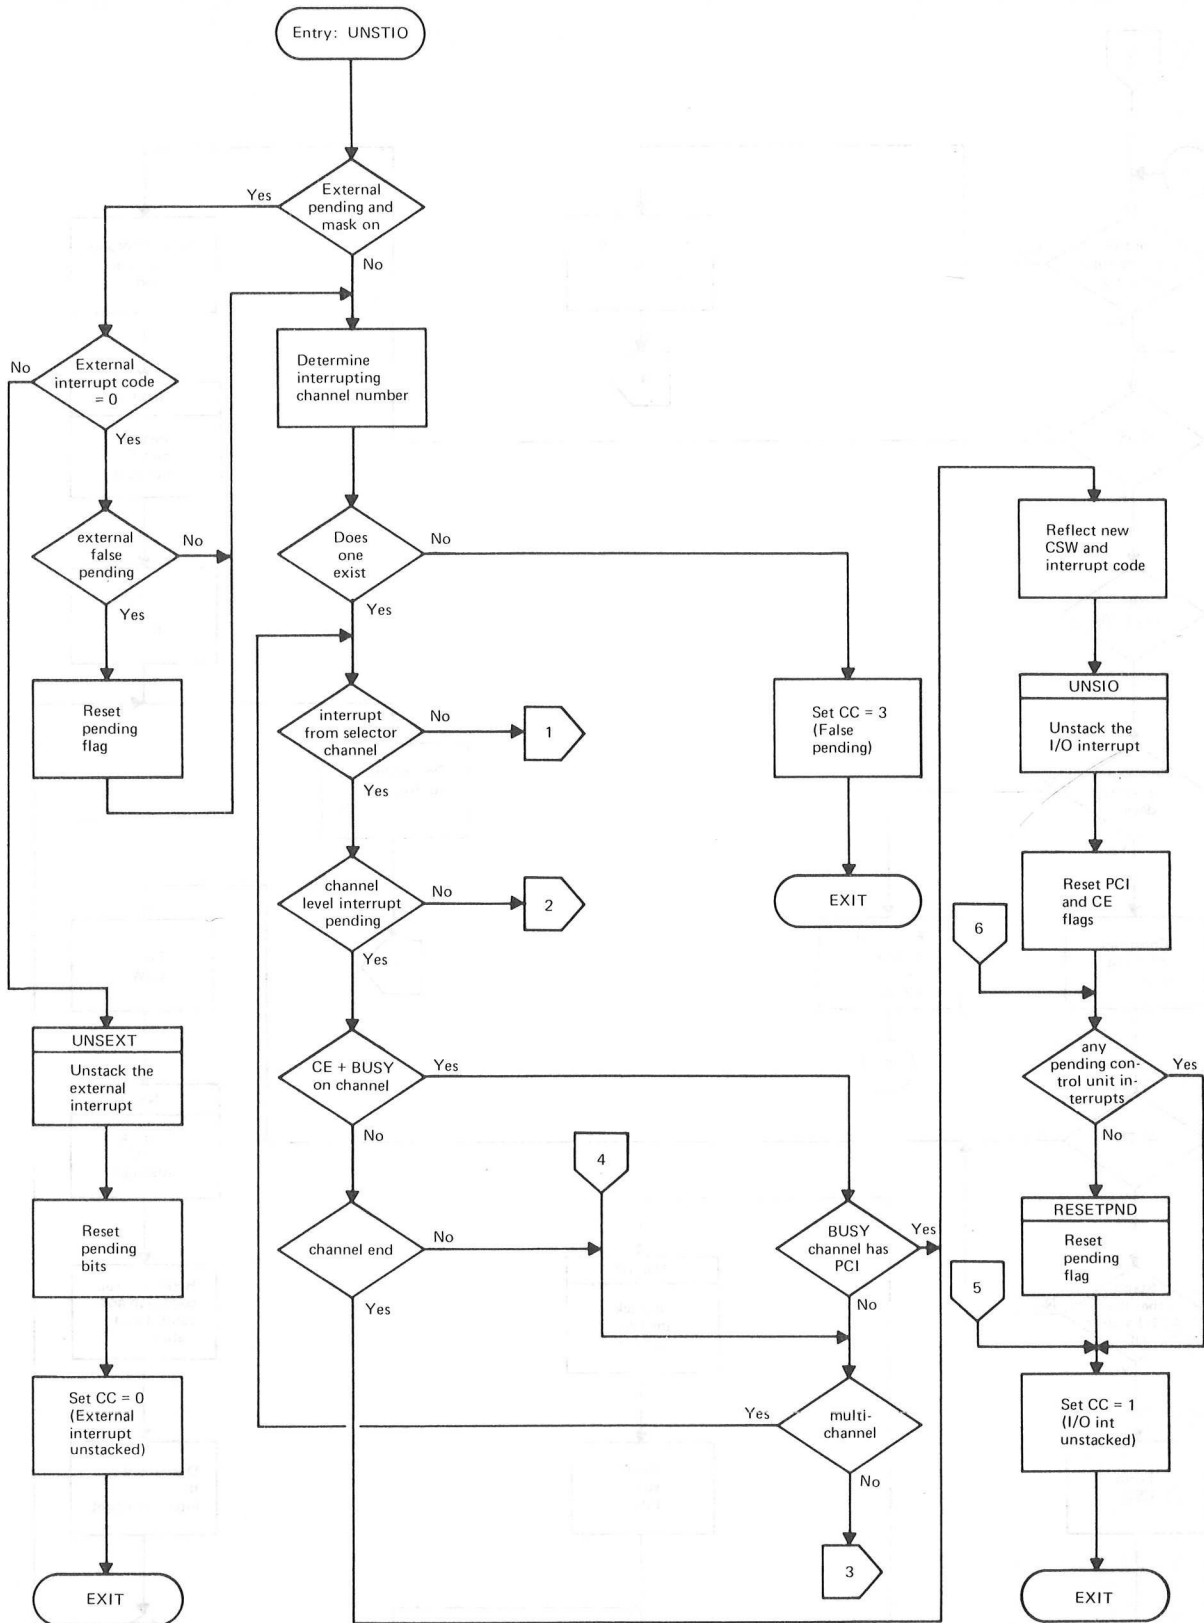 Entry: UNSTIO
Yes
External
pending and
mask on
No
No
External
interrupt code
= 0
Yes
Determine
interrupting
channel number
external
false
pending
No
Yes
Does
one
exist
No
Yes
Reflect new
CSW and
interrupt code
Reset
pending
flag
interrupt
from selector
channel
No
1
Yes
Set CC = 3
(False
pending)
UNSIO
Unstack the
I/O interrupt
channel
level interrupt
pending
No
2
Yes
EXIT
Reset PCI
and CE
flags
6
UNSEXT
Unstack the
external
interrupt
CE + BUSY
on channel
Yes
No
any
pending con-
trol unit in-
terrupts
Yes
No
4
Reset
pending
bits
channel end
No
Yes
BUSY
channel has
PCI
Yes
No
RESETPND
Reset
pending
flag
5
Set CC = 0
(External
interrupt
unstacked)
Yes
multi-
channel
No
Set CC = 1
(I/O int
unstacked)
3
EXIT
EXIT